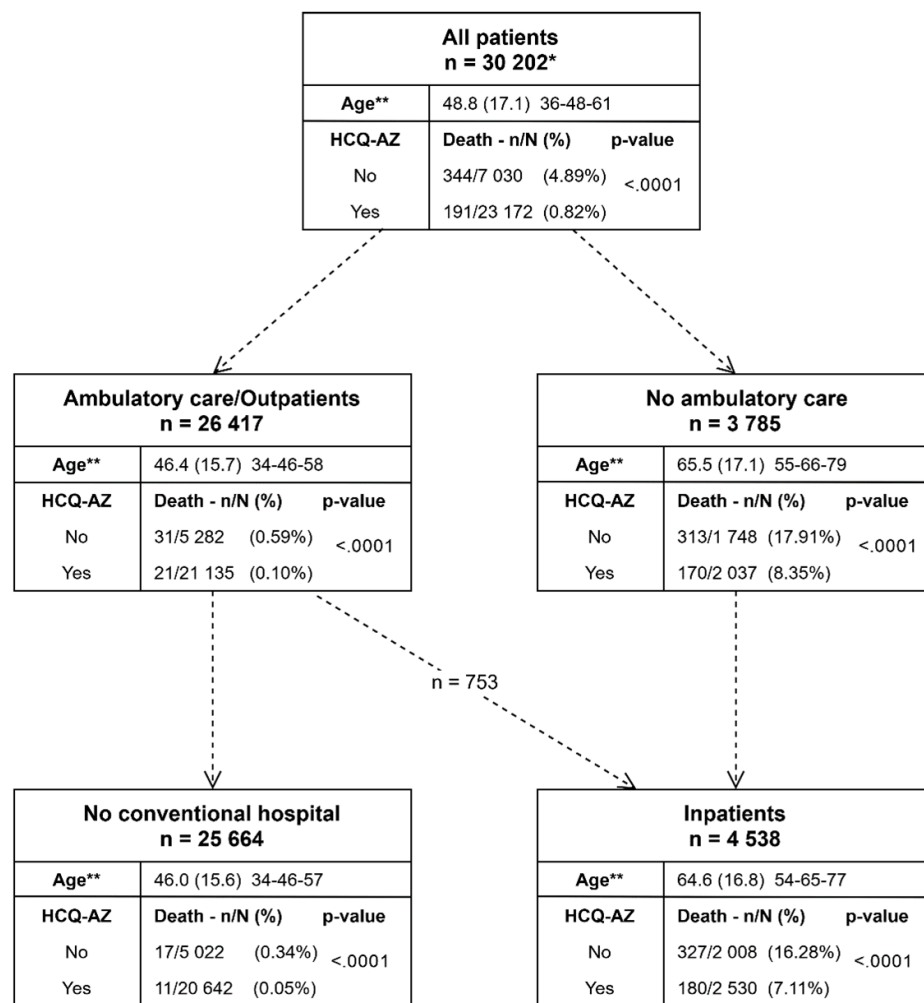 All patients
n = 30 202*
Age** 48.8 (17.1) 36-48-61
HCQ-AZ Death - n/N (%) p-value
No 344/7 030 (4.89%) <.0001
Yes 191/23 172 (0.82%)
Ambulatory care/Outpatients
n = 26 417
Age** 46.4 (15.7) 34-46-58
HCQ-AZ Death - n/N (%) p-value
No 31/5 282 (0.59%) <.0001
Yes 21/21 135 (0.10%)
No ambulatory care
n = 3 785
Age** 65.5 (17.1) 55-66-79
HCQ-AZ Death - n/N (%) p-value
No 313/1 748 (17.91%) <.0001
Yes 170/2 037 (8.35%)
n = 753
No conventional hospital
n = 25 664
Age** 46.0 (15.6) 34-46-57
HCQ-AZ Death - n/N (%) p-value
No 17/5 022 (0.34%) <.0001
Yes 11/20 642 (0.05%)
Inpatients
n = 4 538
Age** 64.6 (16.8) 54-65-77
HCQ-AZ Death - n/N (%) p-value
No 327/2 008 (16.28%) <.0001
Yes 180/2 530 (7.11%)